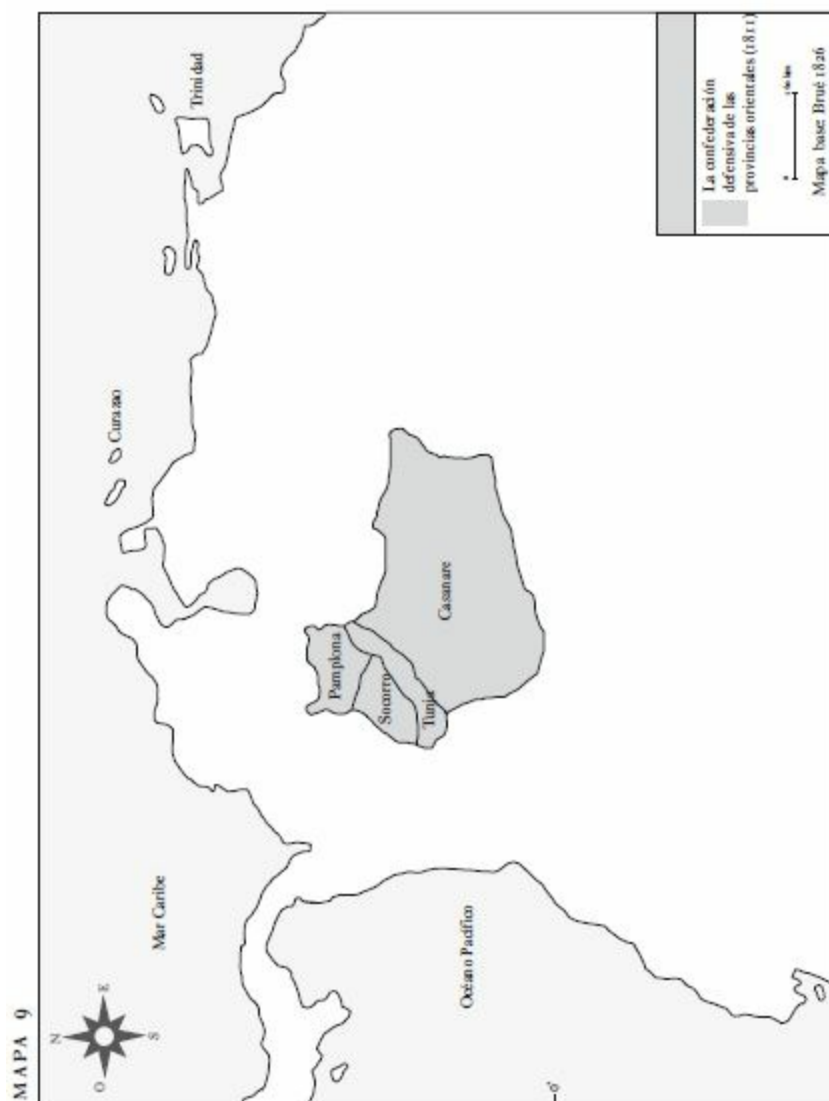 MAPA 9
N
O
E
S
Mar Caribe
Curazao
Trinidad
Pamplona
Socorro
Tunja
Casanare
Océano Pacífico
0°
La confederación
defensiva de las
provincias orientales (1811)
Mapa base: Brué 1826